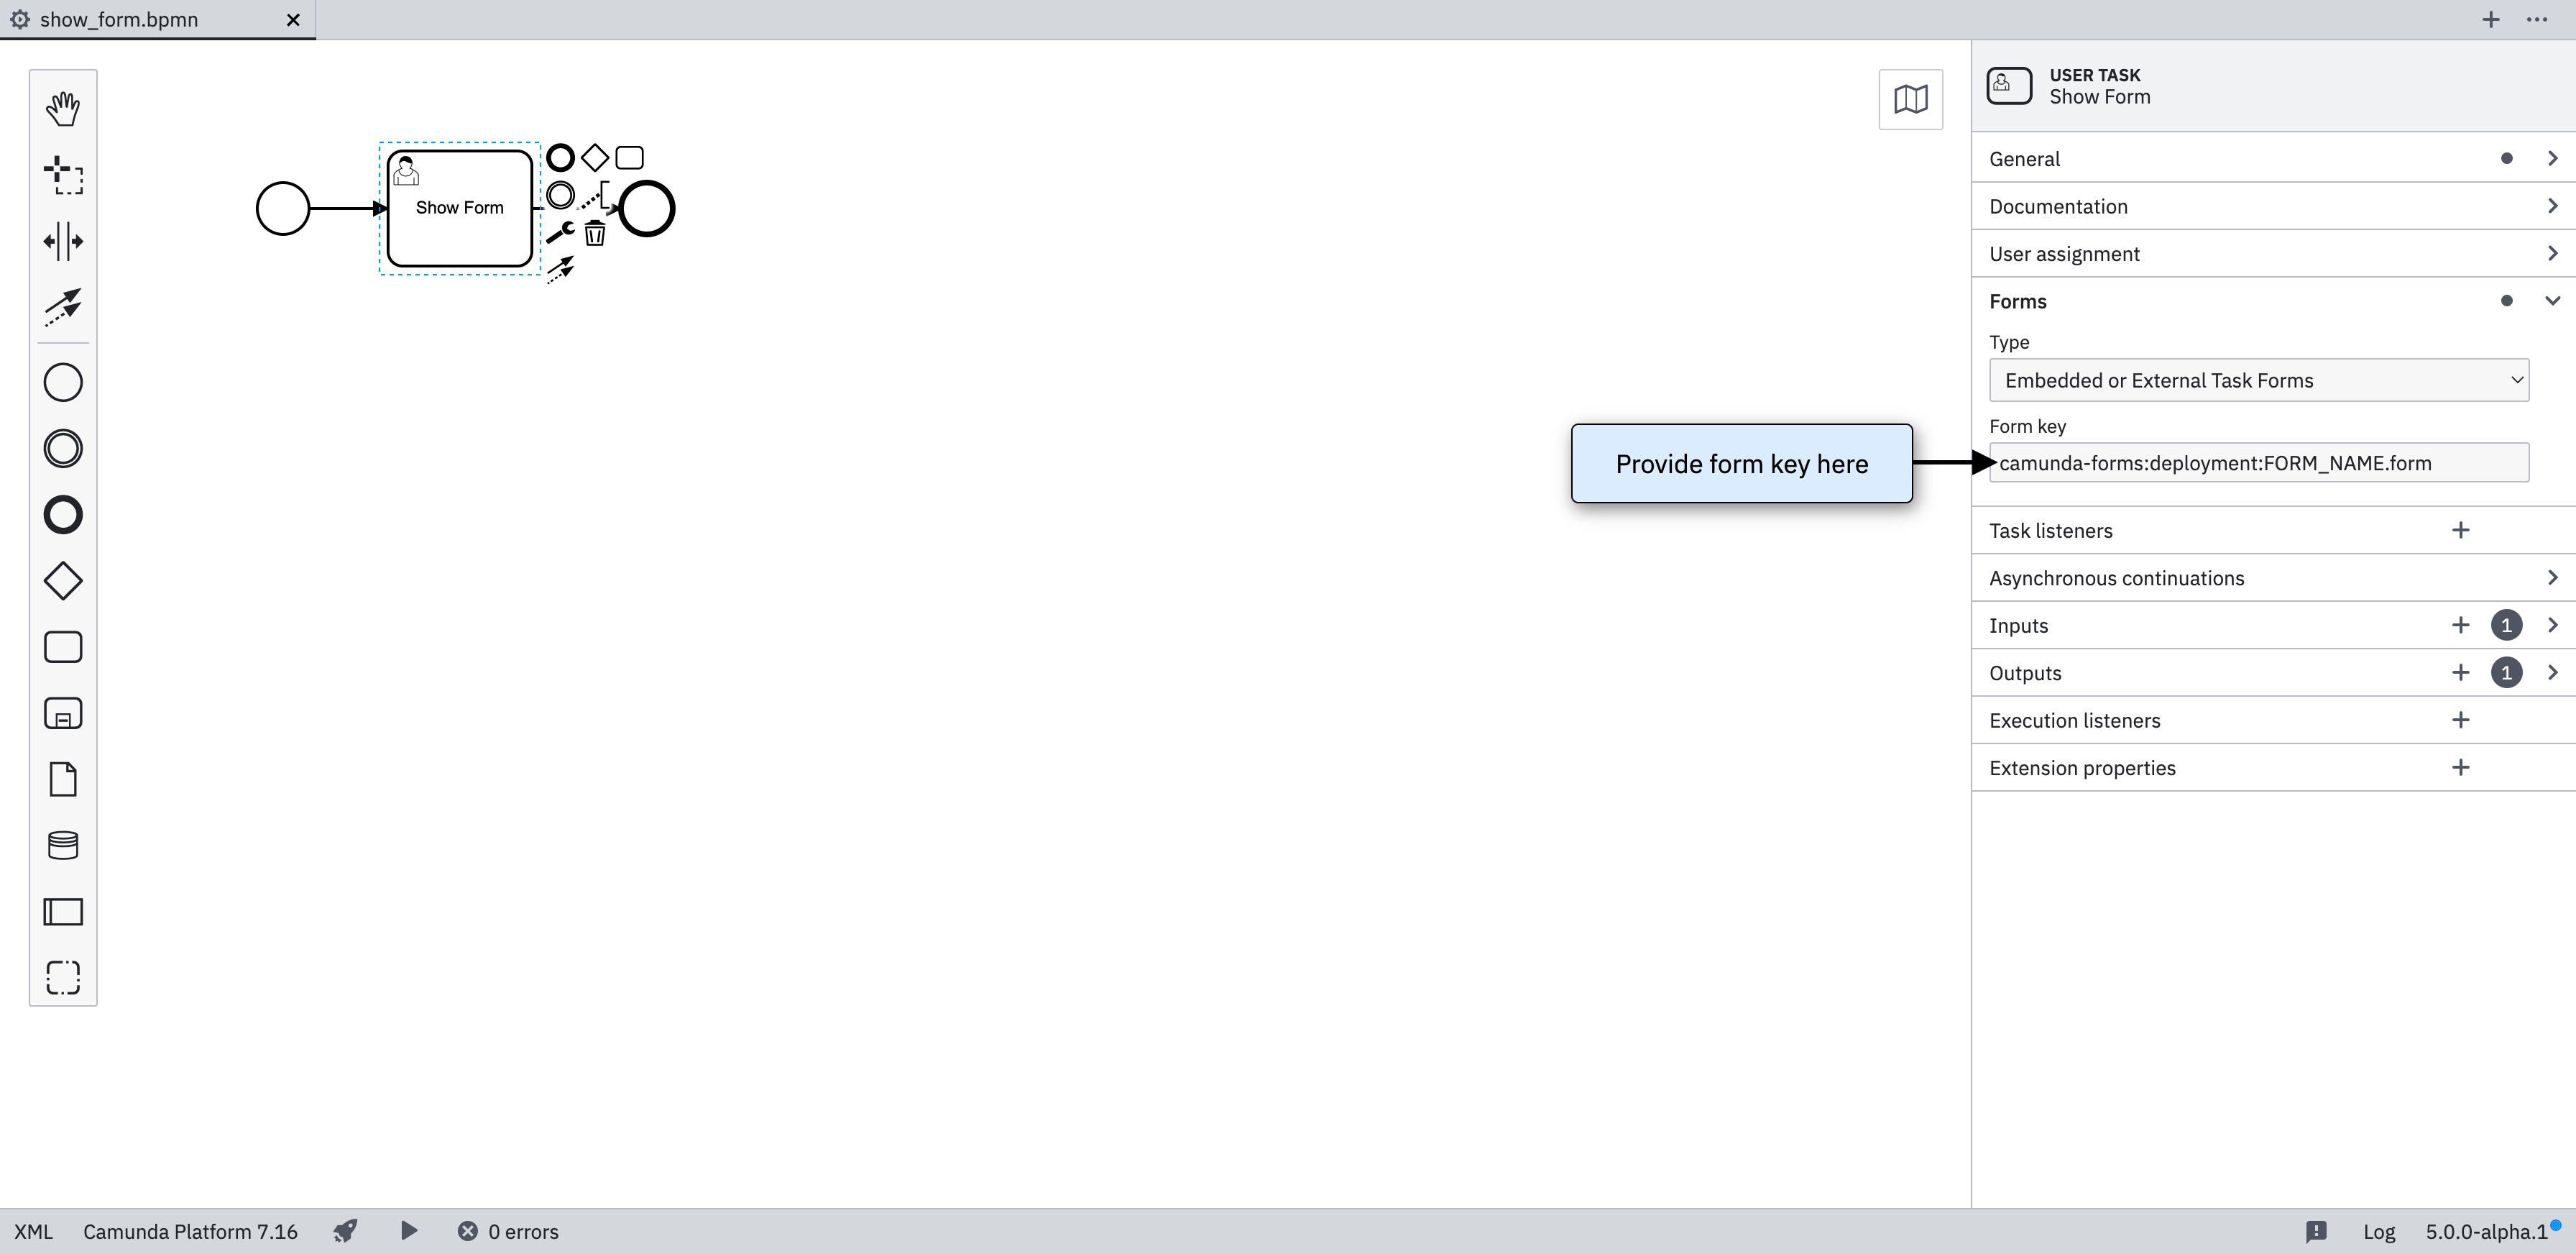 show_form.bpmn
Show Form
USER TASK
Show Form
General
Documentation
User assignment
Forms
Type
Embedded or External Task Forms
Form key
Provide form key here
camunda-forms:deployment:FORM_NAME.form
Task listeners
Asynchronous continuations
Inputs 1
Outputs 1
Execution listeners
Extension properties
XML Camunda Platform 7.16 0 errors Log 5.0.0-alpha.1